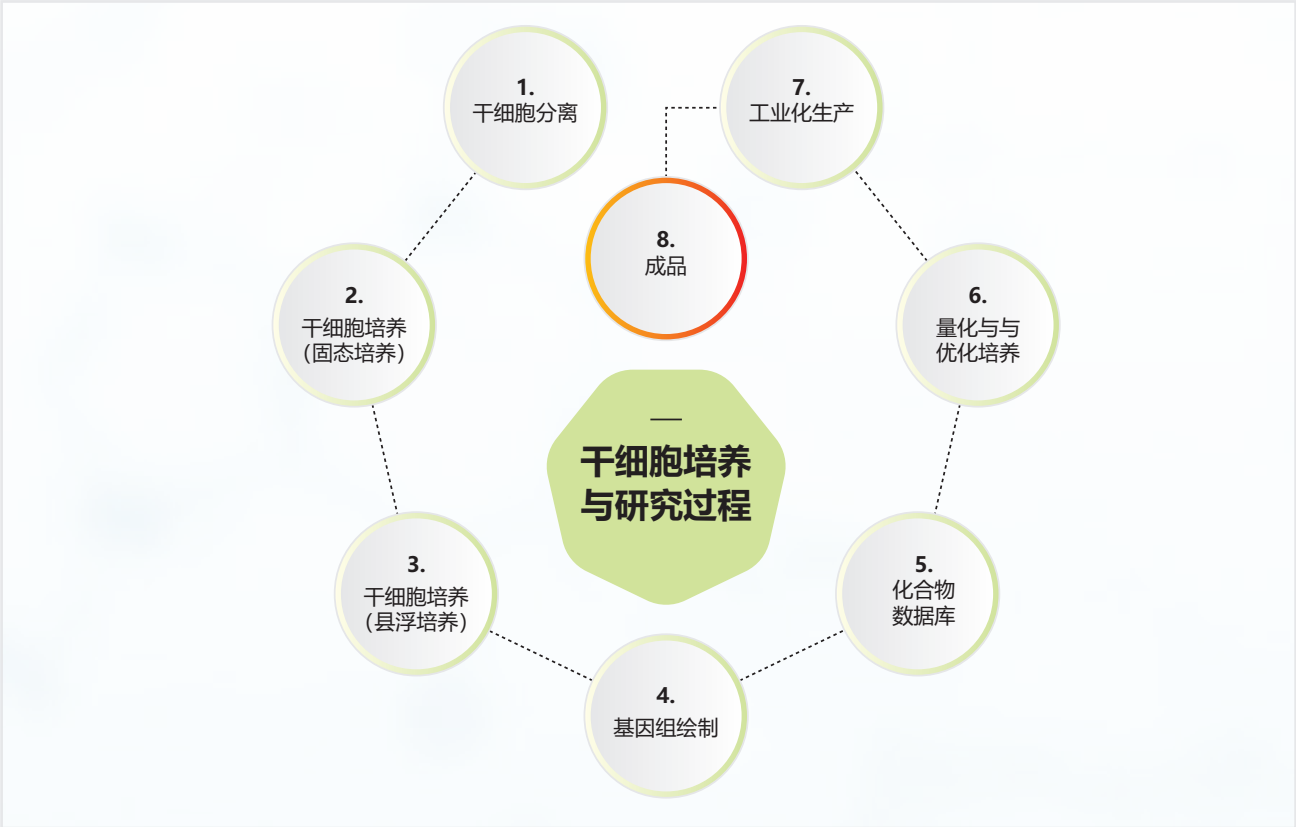 1.
干细胞分离
2.
干细胞培养
（固态培养）
3.
干细胞培养
（县浮培养）
4.
基因组绘制
5.
化合物
数据库
6.
量化与与
优化培养
7.
工业化生产
8.
成品
干细胞培养
与研究过程